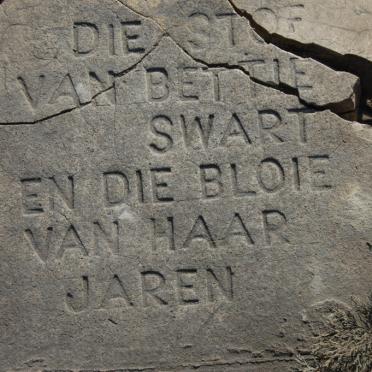 DIE STOF
VAN BETTIE
SWART
EN DIE BLOIE
VAN HAAR
JAREN